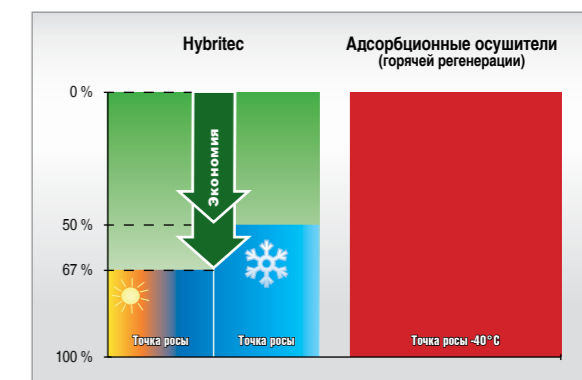 Hybritec
Адсорбционные осушители
(горячей регенерации)
0 %
Экономия
50 %
67 %
100 %
Точка росы
Точка росы
Точка росы -40°C